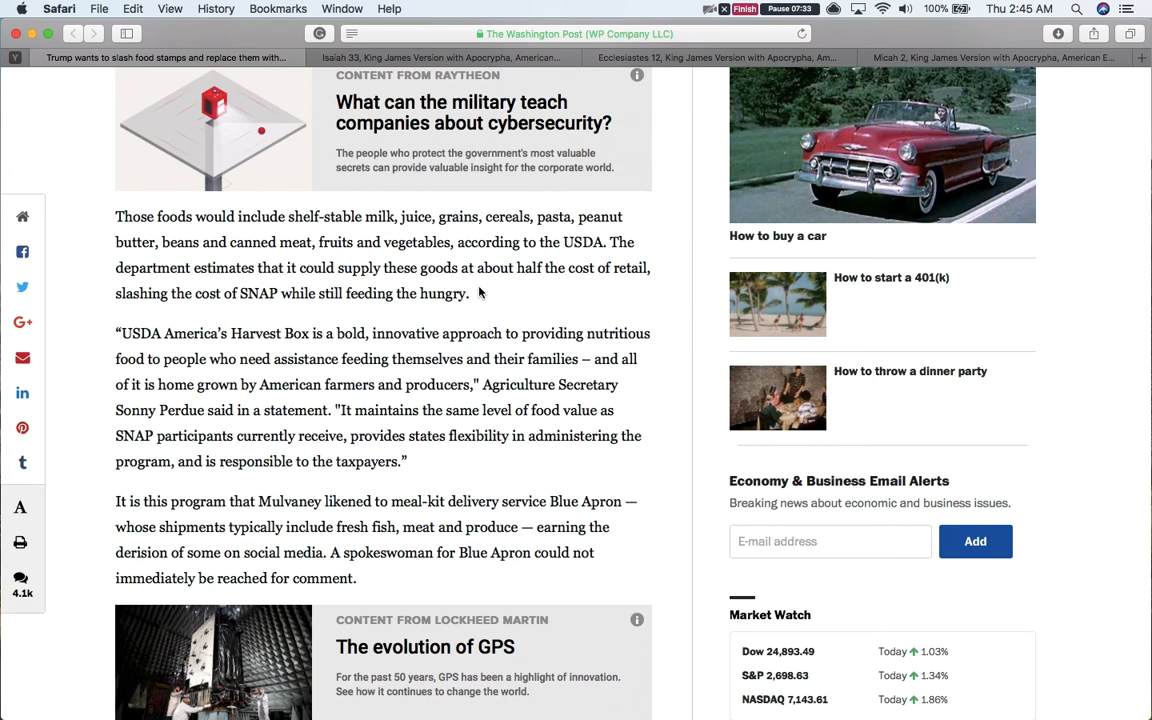 Safari File Edit View History Bookmarks Window Help Finish Pause 07:33 100% Thu 2:45 AM
The Washington Post (WP Company LLC)
Y Trump wants to slash food stamps and replace them with... Isaiah 33, King James Version with Apocrypha, American... Ecclesiastes 12, King James Version with Apocrypha, Am... Micah 2, King James Version with Apocrypha, American E...
CONTENT FROM RAYTHEON
What can the military teach
companies about cybersecurity?
The people who protect the government's most valuable
secrets can provide valuable insight for the corporate world.
Those foods would include shelf-stable milk, juice, grains, cereals, pasta, peanut
butter, beans and canned meat, fruits and vegetables, according to the USDA. The
department estimates that it could supply these goods at about half the cost of retail,
slashing the cost of SNAP while still feeding the hungry.
“USDA America’s Harvest Box is a bold, innovative approach to providing nutritious
food to people who need assistance feeding themselves and their families – and all
of it is home grown by American farmers and producers," Agriculture Secretary
Sonny Perdue said in a statement. "It maintains the same level of food value as
SNAP participants currently receive, provides states flexibility in administering the
program, and is responsible to the taxpayers.”
It is this program that Mulvaney likened to meal-kit delivery service Blue Apron —
whose shipments typically include fresh fish, meat and produce — earning the
derision of some on social media. A spokeswoman for Blue Apron could not
immediately be reached for comment.
CONTENT FROM LOCKHEED MARTIN
The evolution of GPS
For the past 50 years, GPS has been a highlight of innovation.
See how it continues to change the world.
G+
in
t
A
4.1k
How to buy a car
How to start a 401(k)
How to throw a dinner party
Economy & Business Email Alerts
Breaking news about economic and business issues.
E-mail address Add
Market Watch
Dow 24,893.49 Today 1.03%
S&P 2,698.63 Today 1.34%
NASDAQ 7,143.61 Today 1.86%